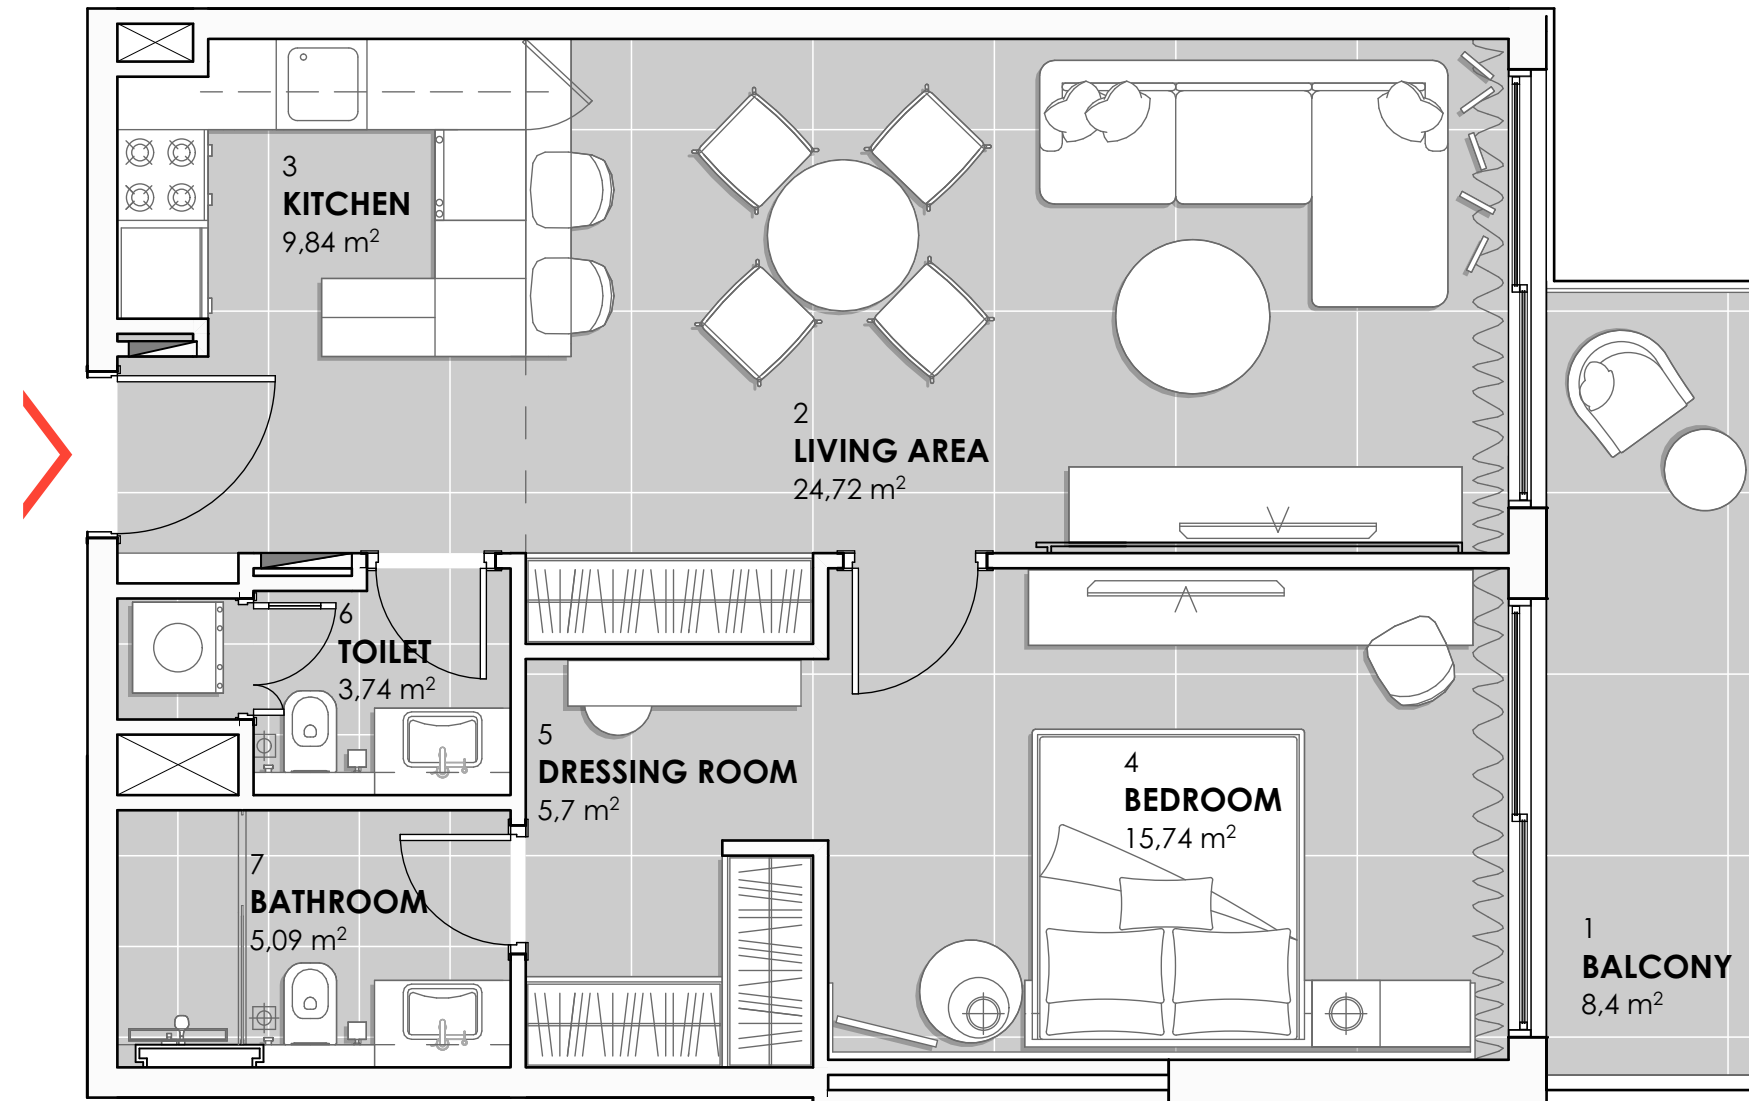 3
KITCHEN
9,84 m²
2
LIVING AREA
24,72 m²
6
TOILET
3,74 m²
5
DRESSING ROOM
5,7 m²
4
BEDROOM
15,74 m²
7
BATHROOM
5,09 m²
1
BALCONY
8,4 m²